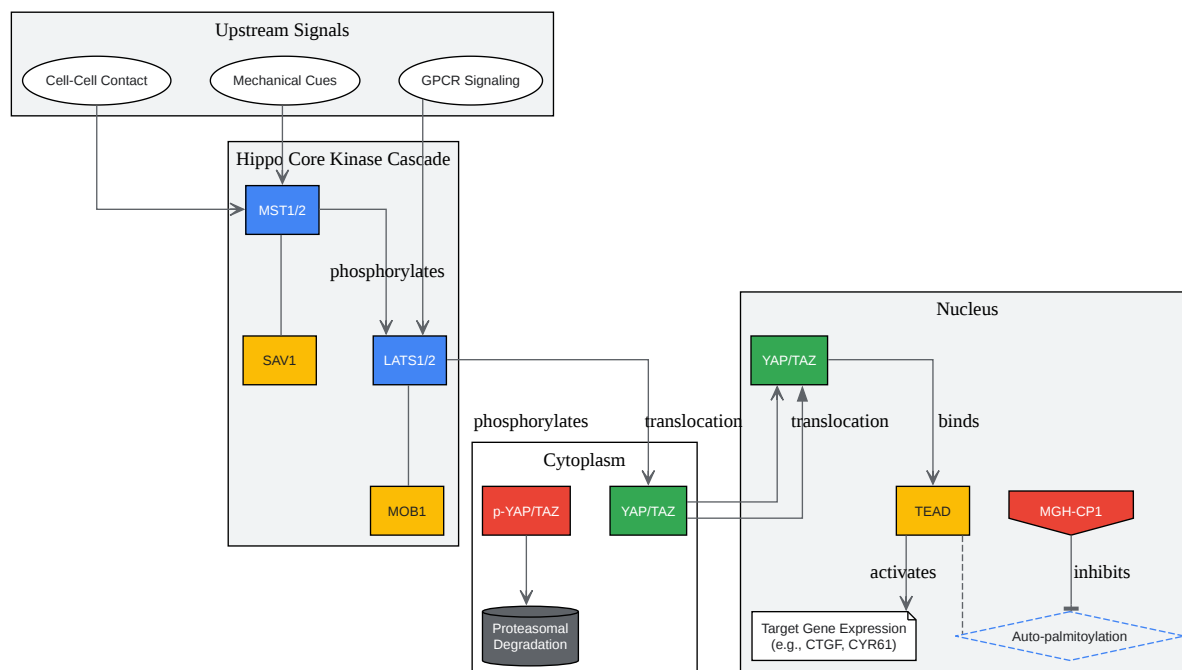 Upstream Signals
Cell-Cell Contact
Mechanical Cues
GPCR Signaling
Hippo Core Kinase Cascade
MST1/2
phosphorylates
SAV1
LATS1/2
MOB1
phosphorylates
translocation
translocation
Cytoplasm
p-YAP/TAZ
YAP/TAZ
Proteasomal
Degradation
Nucleus
YAP/TAZ
binds
TEAD
MGH-CP1
activates
inhibits
Target Gene Expression
(e.g., CTGF, CYR61)
Auto-palmitoylation